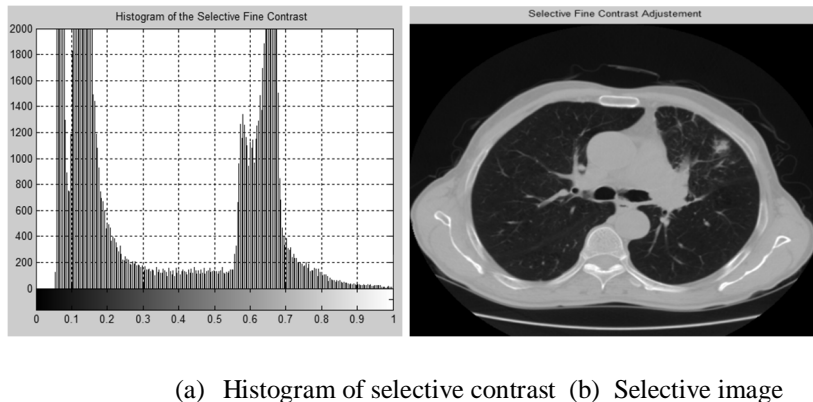 Histogram of the Selective Fine Contrast
2000
1800
1600
1400
1200
1000
800
600
400
200
0
0 0.1 0.2 0.3 0.4 0.5 0.6 0.7 0.8 0.9 1
Selective Fine Contrast Adjustement
(a) Histogram of selective contrast (b) Selective image